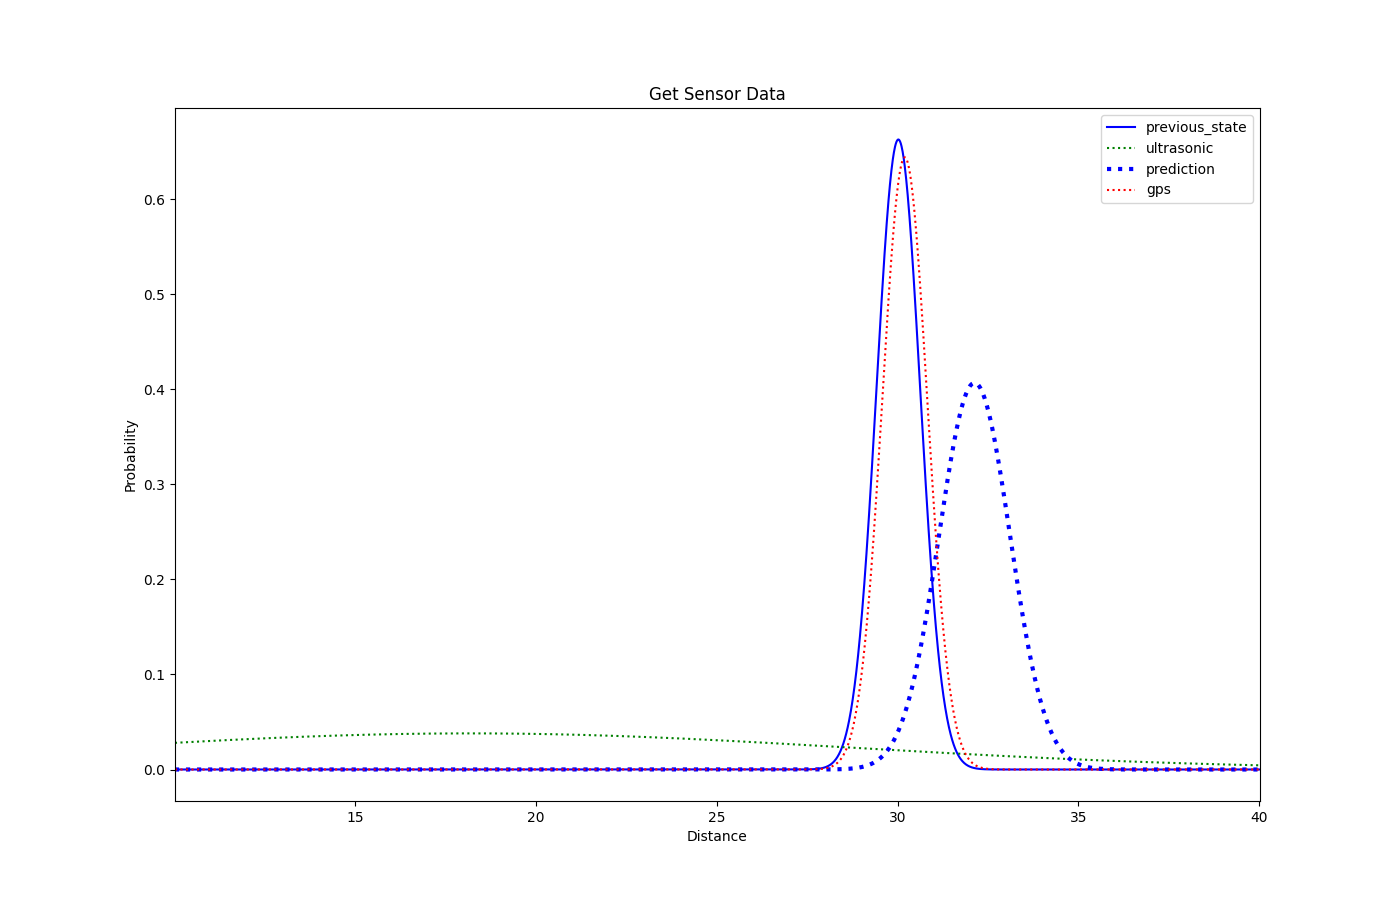 Get Sensor Data
previous_state
ultrasonic
prediction
gps
Probability
0.6
0.5
0.4
0.3
0.2
0.1
0.0
15 20 25 30 35 40
Distance